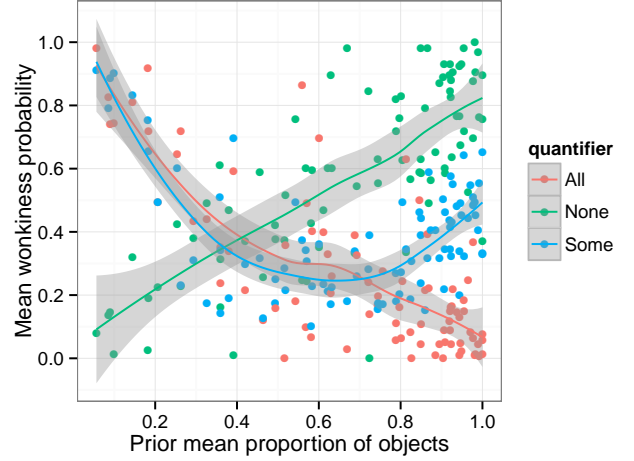 1.0
0.8
0.6
0.4
0.2
0.0
Mean wonkiness probability
0.2 0.4 0.6 0.8 1.0
Prior mean proportion of objects
quantifier
All
None
Some